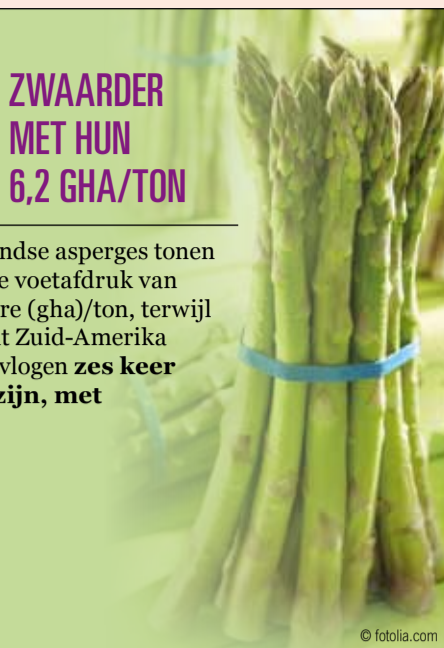 ZWAARDER
MET HUN
6,2 GHA/TON
ndse asperges tonen
e voetafdruk van
re (gha)/ton, terwijl
t Zuid-Amerika
vlogen zes keer
zijn, met
© fotolia.com